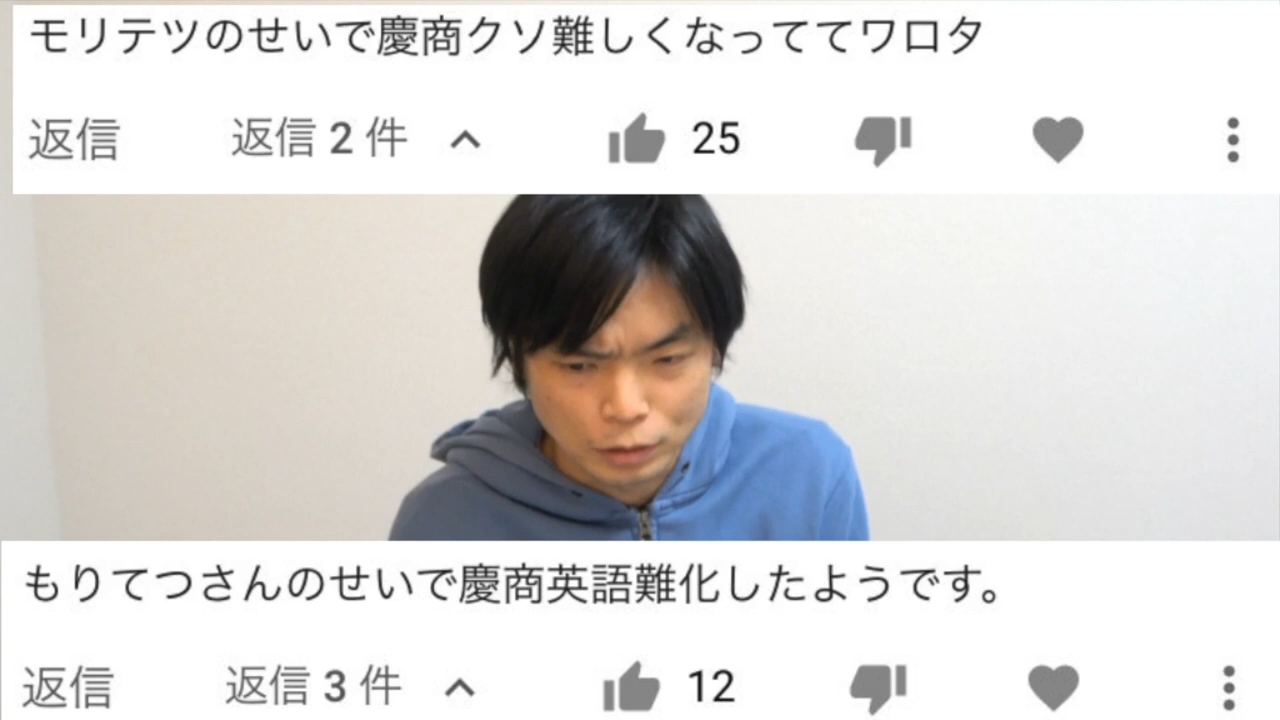 モリテツのせいで慶商クソ難しくなっててワロタ
返信 返信 2 件 25
もりてつさんのせいで慶商英語難化したようです。
返信 返信 3 件 12